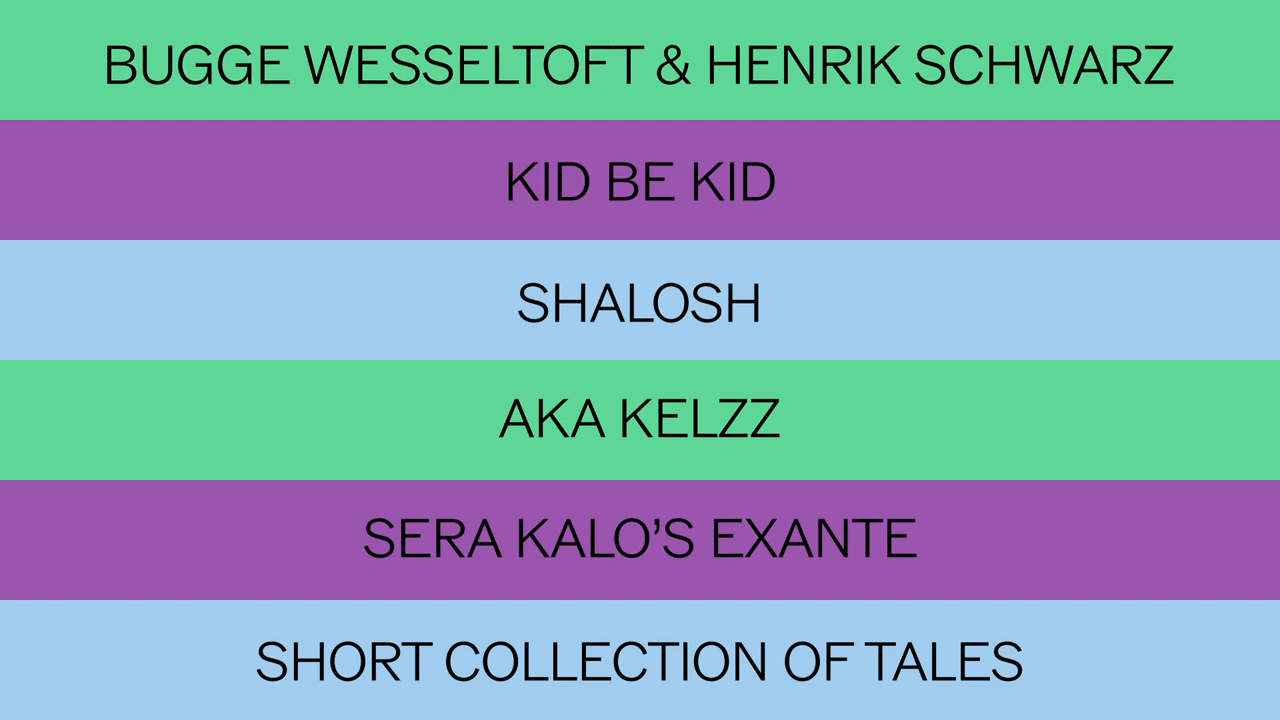 BUGGE WESSELTOFT & HENRIK SCHWARZ
KID BE KID
SHALOSH
AKA KELZZ
SERA KALO’S EXANTE
SHORT COLLECTION OF TALES